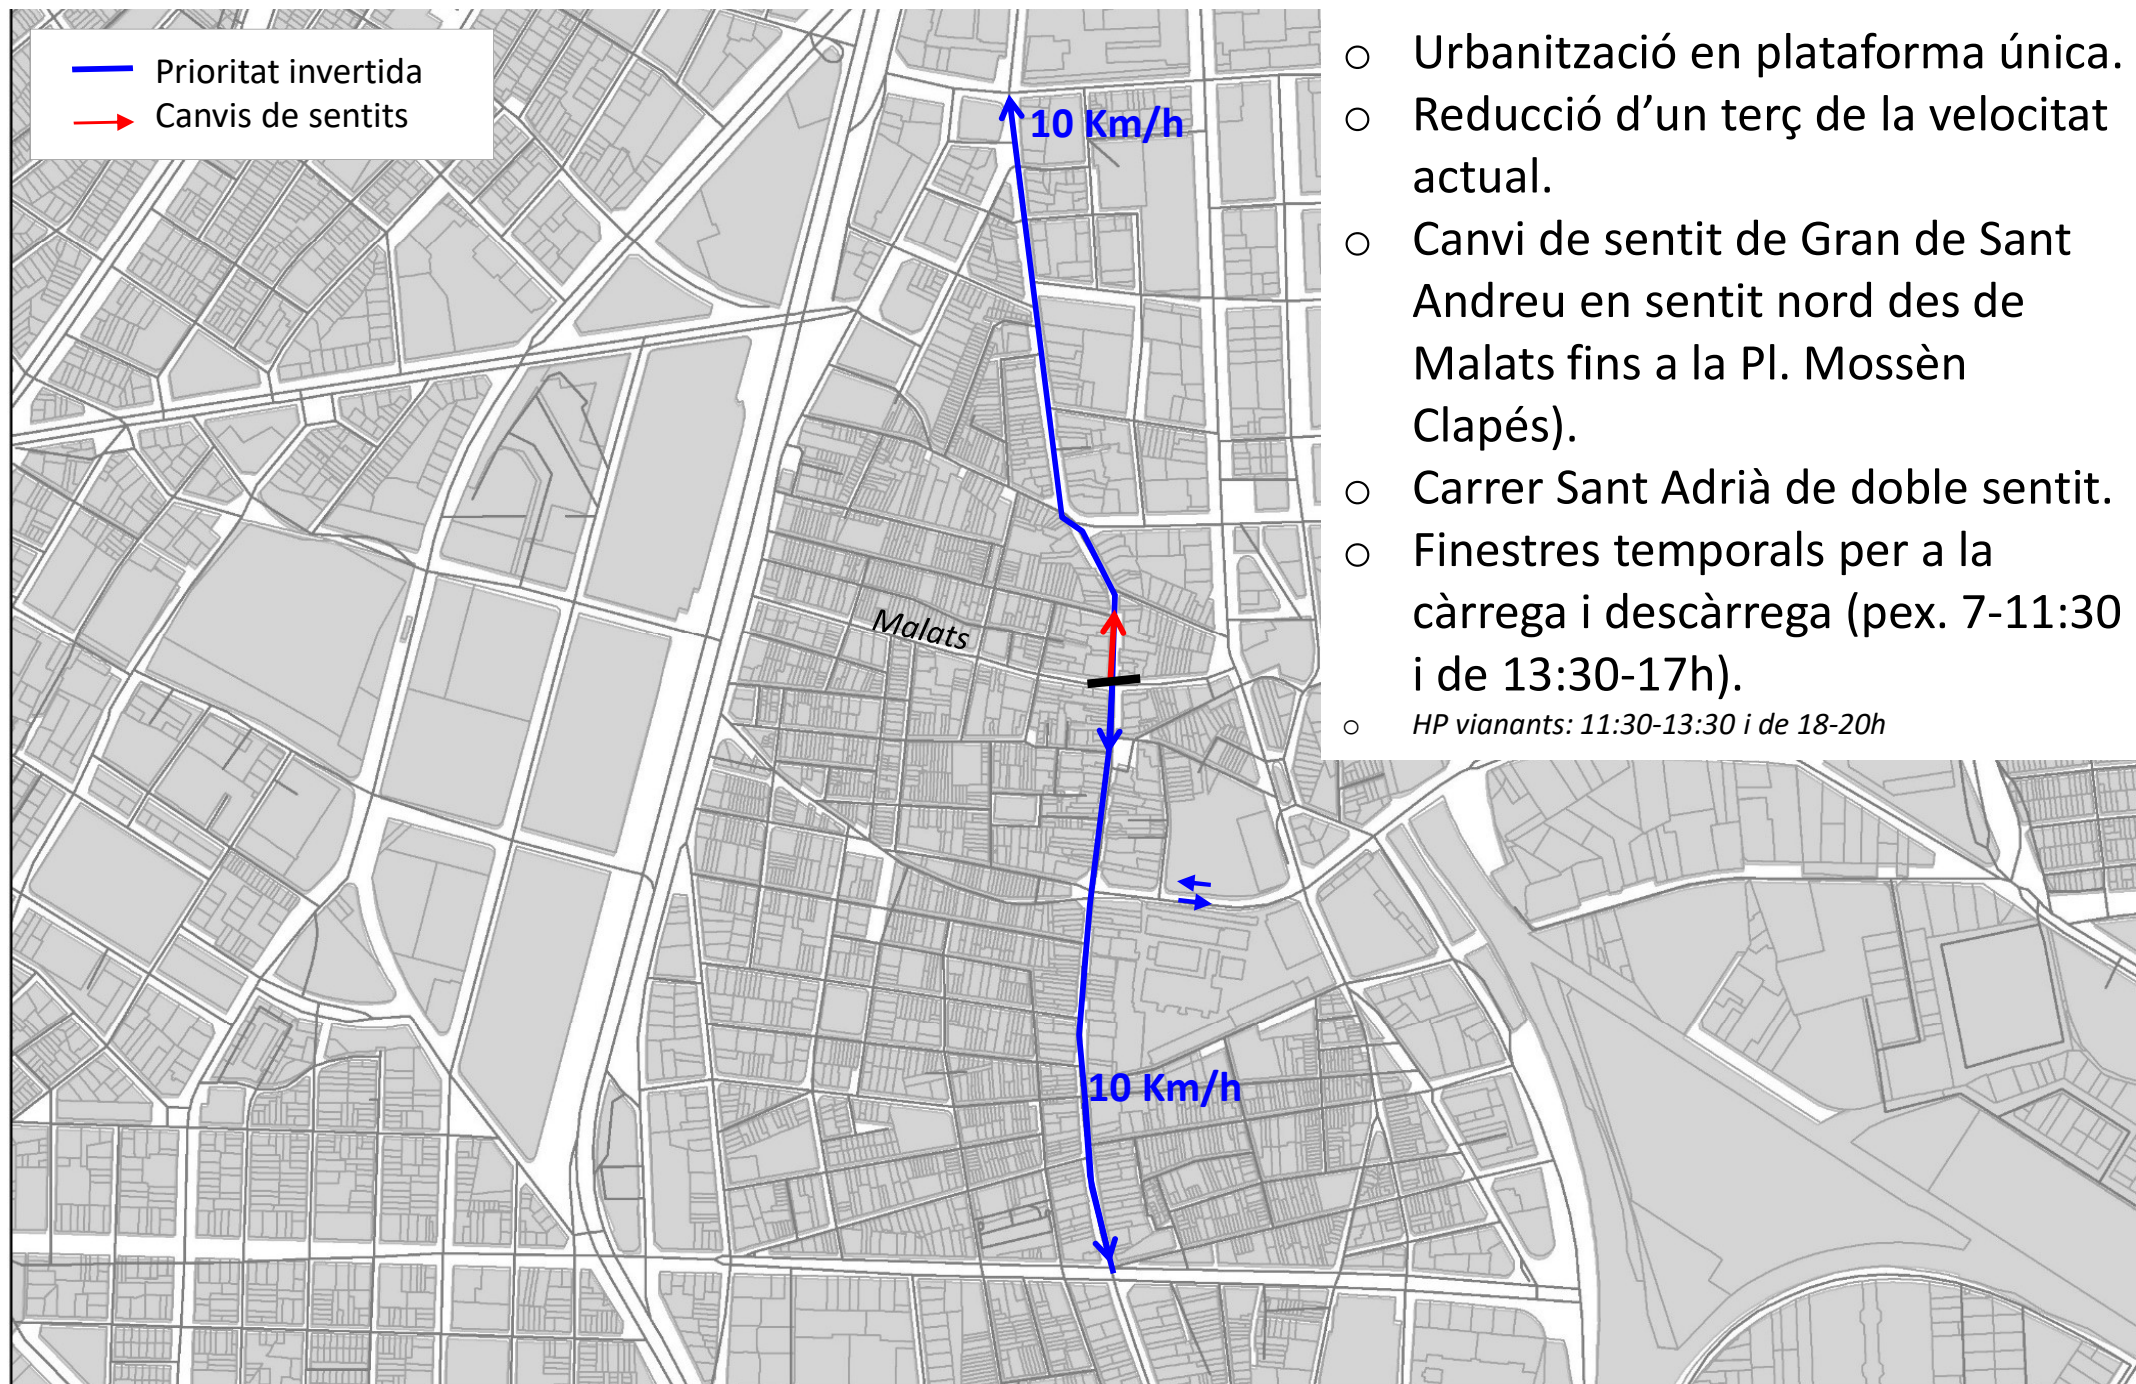 Prioritat invertida
Canvis de sentits
10 Km/h
Malats
10 Km/h
○ Urbanització en plataforma única.
○ Reducció d’un terç de la velocitat
actual.
○ Canvi de sentit de Gran de Sant
Andreu en sentit nord des de
Malats fins a la Pl. Mossèn
Clapés).
○ Carrer Sant Adrià de doble sentit.
○ Finestres temporals per a la
càrrega i descàrrega (pex. 7-11:30
i de 13:30-17h).
○ HP vianants: 11:30-13:30 i de 18-20h